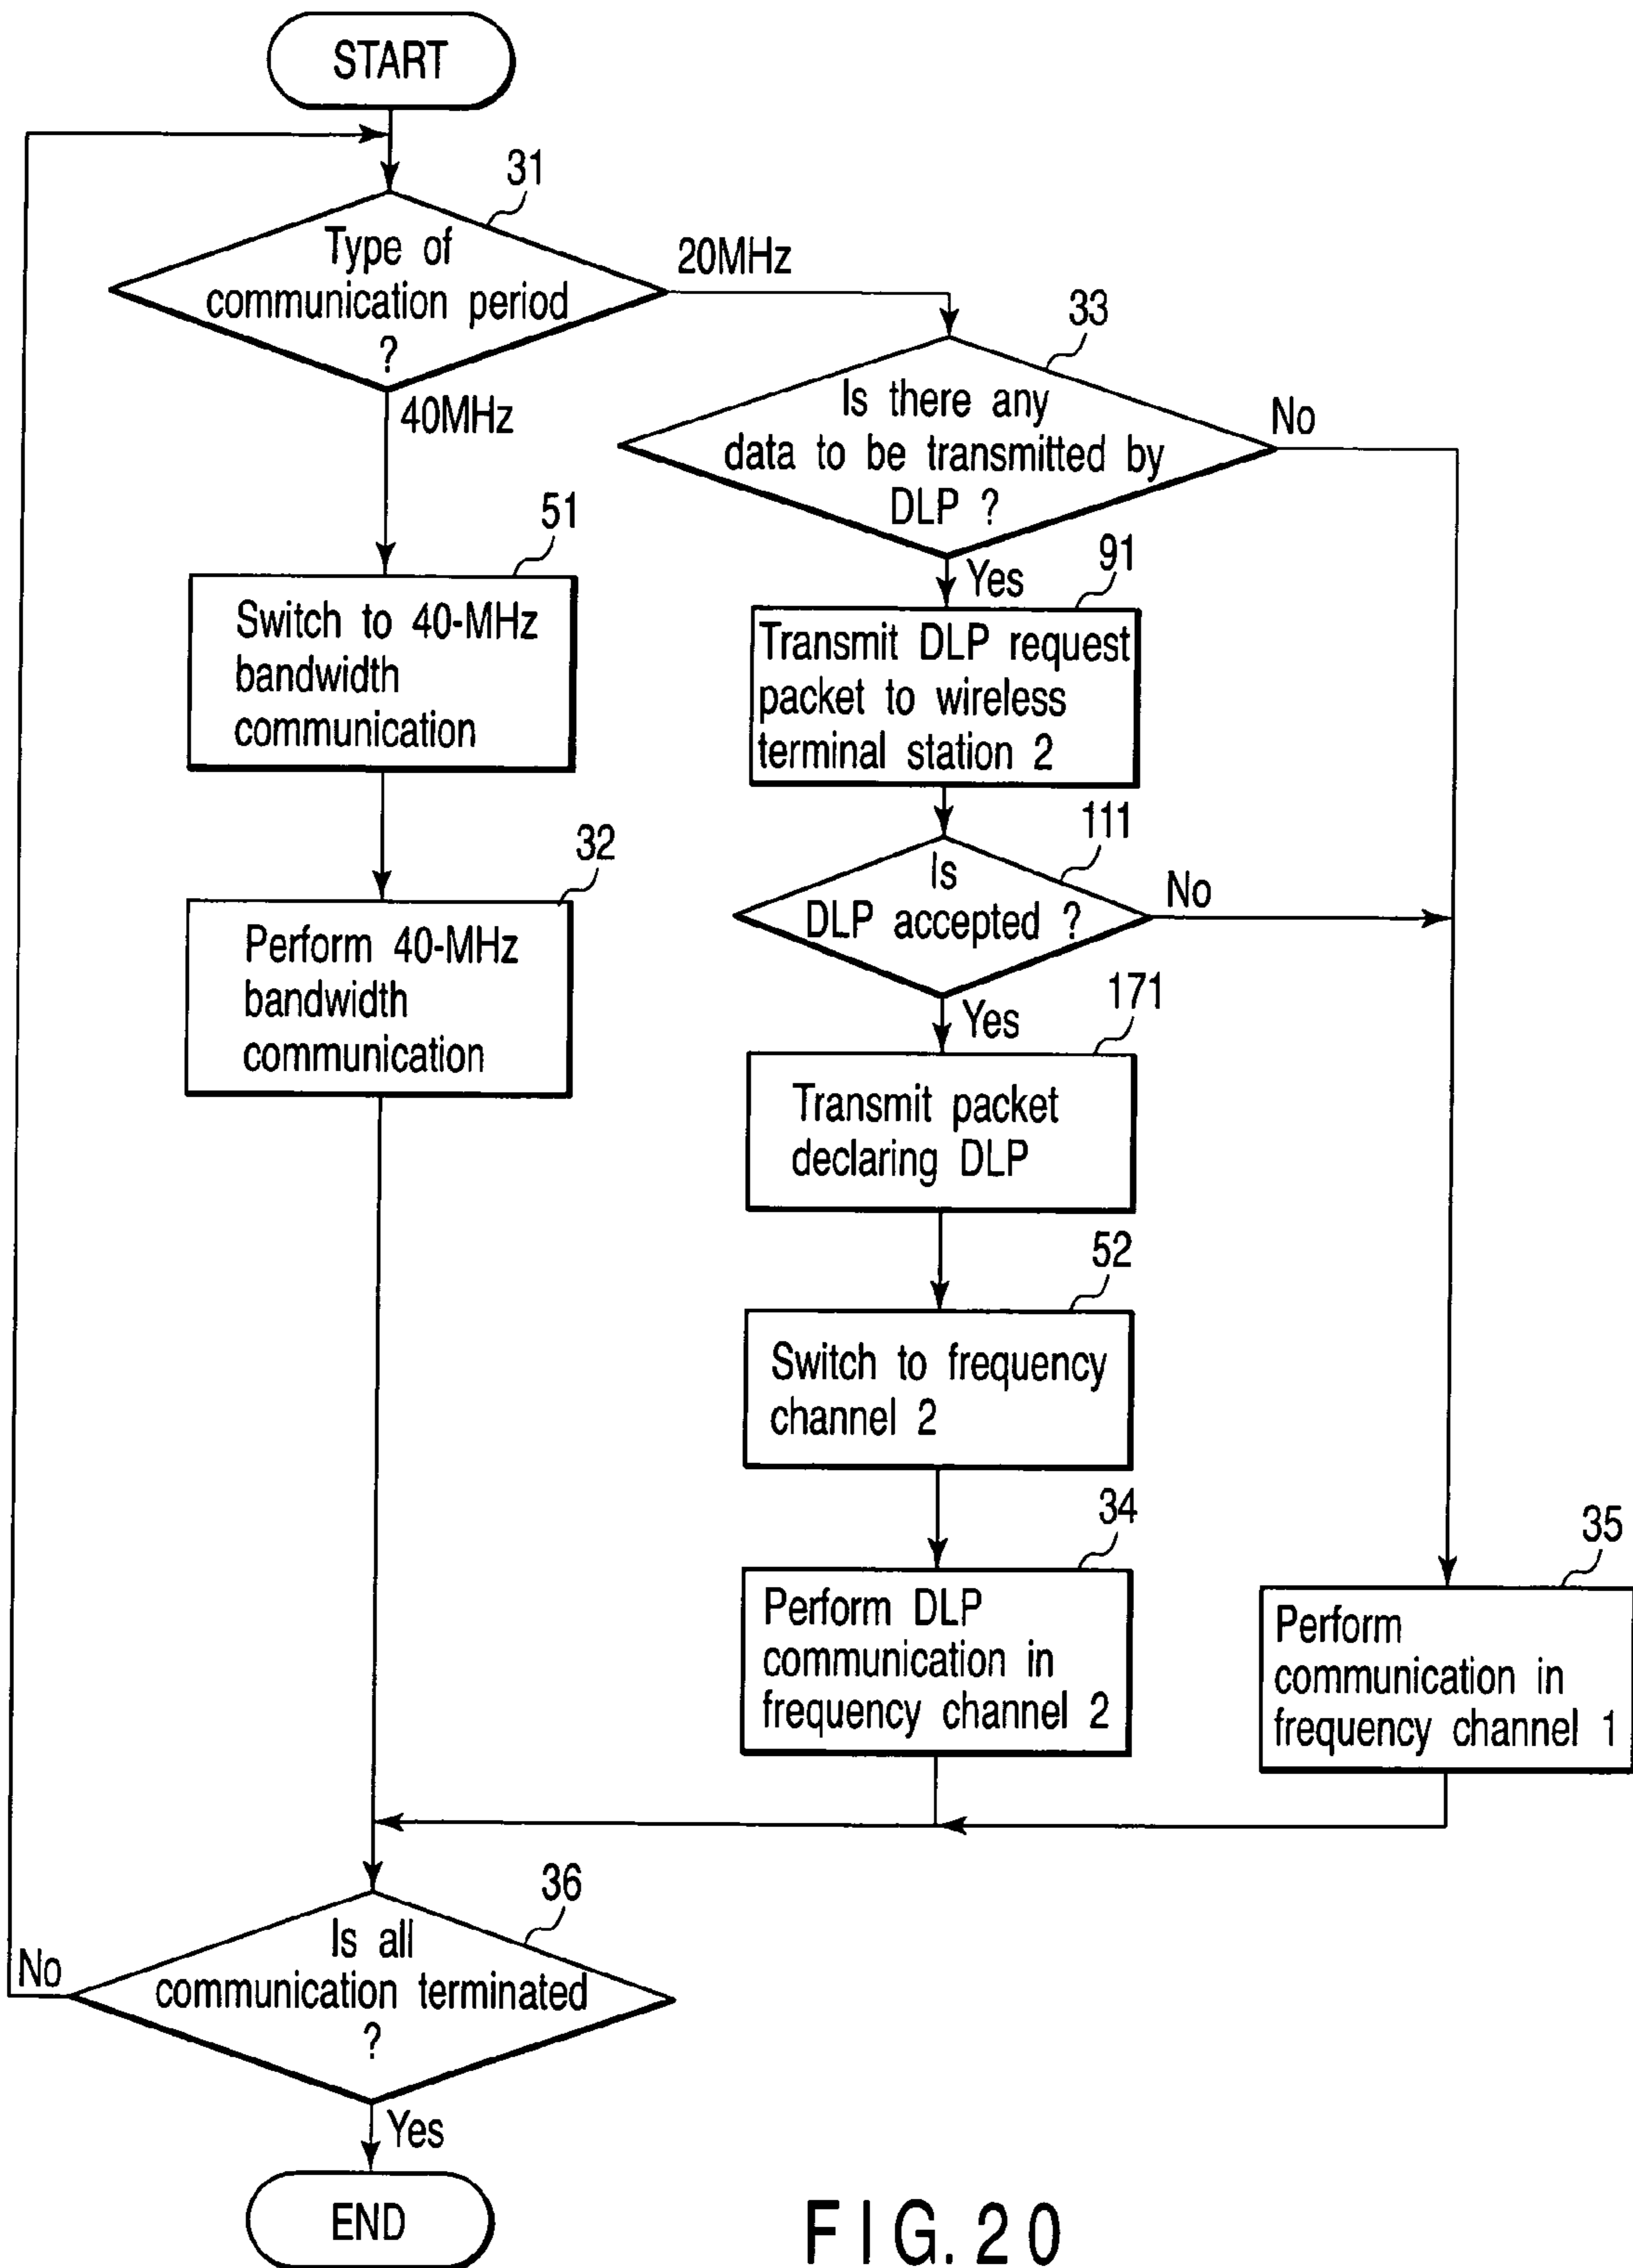 START
31
Type of
communication period
?
20MHz
40MHz
33
Is there any
data to be transmitted by
DLP ?
No
Yes
51
Switch to 40-MHz
bandwidth
communication
91
Transmit DLP request
packet to wireless
terminal station 2
32
Perform 40-MHz
bandwidth
communication
111
Is
DLP accepted ?
No
Yes
171
Transmit packet
declaring DLP
52
Switch to frequency
channel 2
34
Perform DLP
communication in
frequency channel 2
35
Perform
communication in
frequency channel 1
36
Is all
communication terminated
?
No
Yes
END
FIG.20